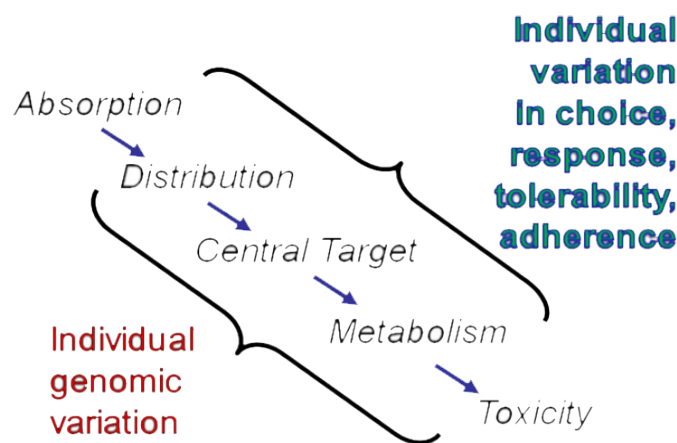 Individual
variation
in choice,
response,
tolerability,
adherence
Absorption
Distribution
Central Target
Metabolism
Toxicity
Individual
genomic
variation